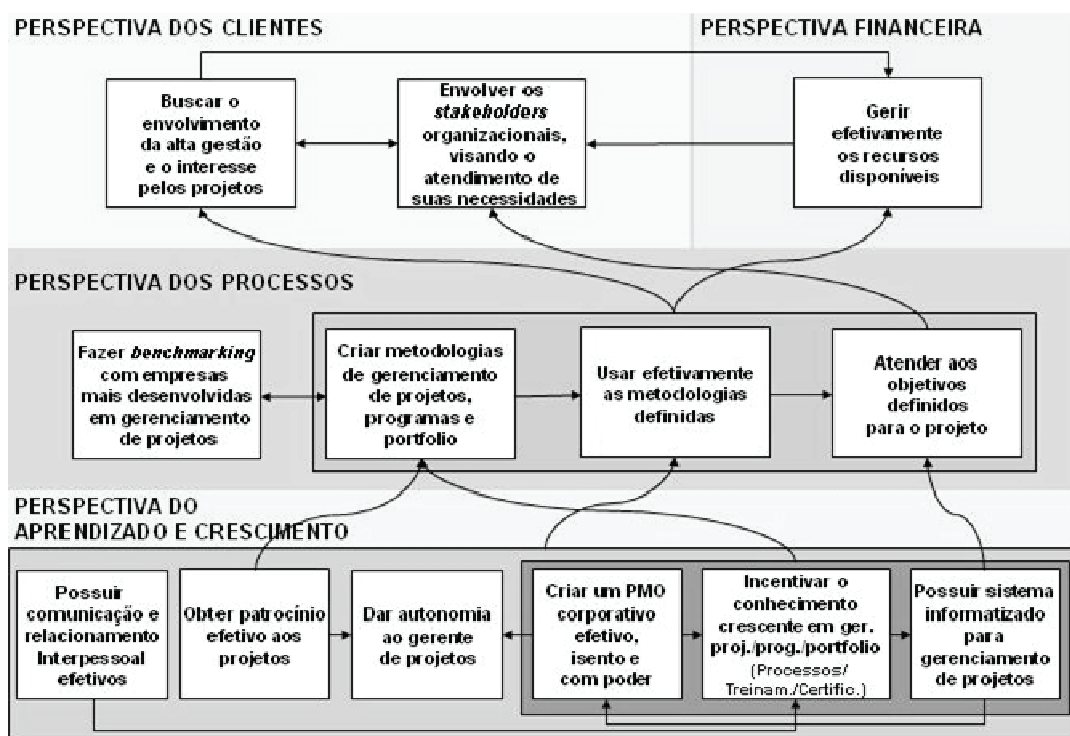 PERSPECTIVA DOS CLIENTES
PERSPECTIVA FINANCEIRA
Buscar o
envolvimento
da alta gestão
e o interesse
pelos projetos
Envolver os
stakeholders
organizacionais,
visando o
atendimento de
suas necessidades
Gerir
efetivamente
os recursos
disponíveis
PERSPECTIVA DOS PROCESSOS
Fazer benchmarking
com empresas
mais desenvolvidas
em gerenciamento
de projetos
Criar metodologias
de gerenciamento
de projetos,
programas e
portfolio
Usar efetivamente
as metodologias
definidas
Atender aos
objetivos
definidos
para o projeto
PERSPECTIVA DO
APRENDIZADO E CRESCIMENTO
Possuir
comunicação e
relacionamento
Interpessoal
efetivos
Obter patrocínio
efetivo aos
projetos
Dar autonomia
ao gerente
de projetos
Criar um PMO
corporativo
efetivo,
isento e
com poder
Incentivar o
conhecimento
crescente em ger.
proj./prog./portfolio
(Processos/
Treinam./Certific.)
Possuir sistema
informatizado
para
gerenciamento
de projetos